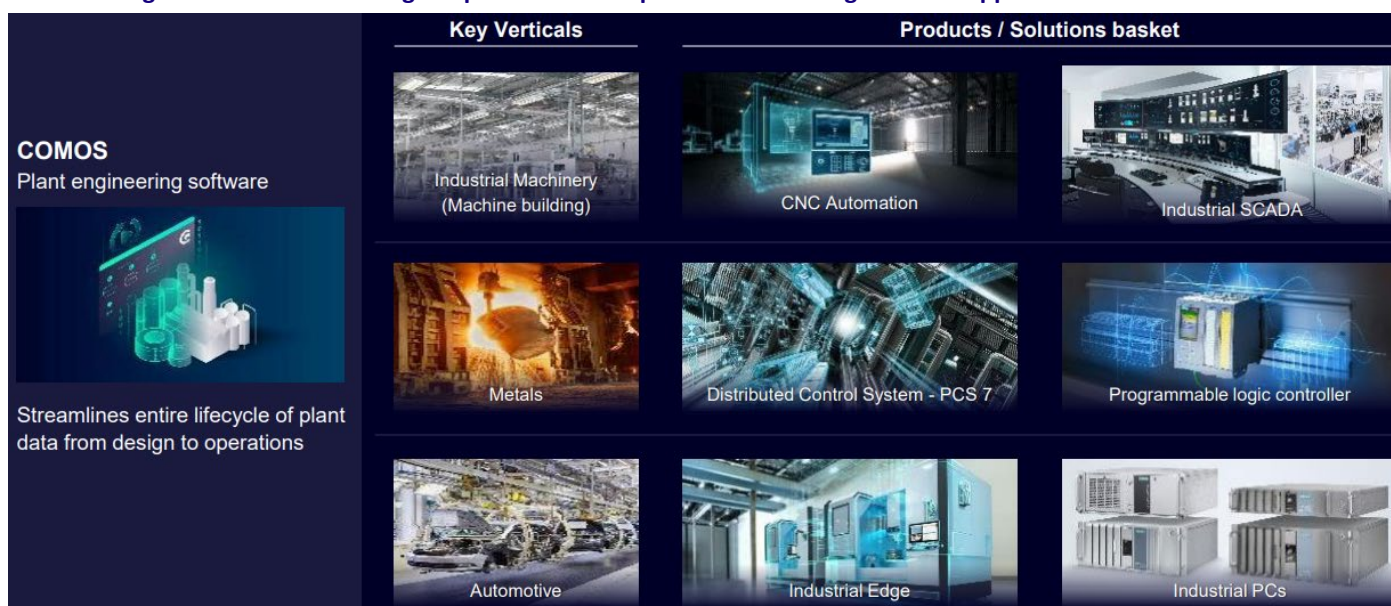 COMOS
Plant engineering software
Streamlines entire lifecycle of plant
data from design to operations
Key Verticals
Products / Solutions basket
Industrial Machinery
(Machine building)
CNC Automation
Industrial SCADA
Metals
Distributed Control System - PCS 7
Programmable logic controller
Automotive
Industrial Edge
Industrial PCs